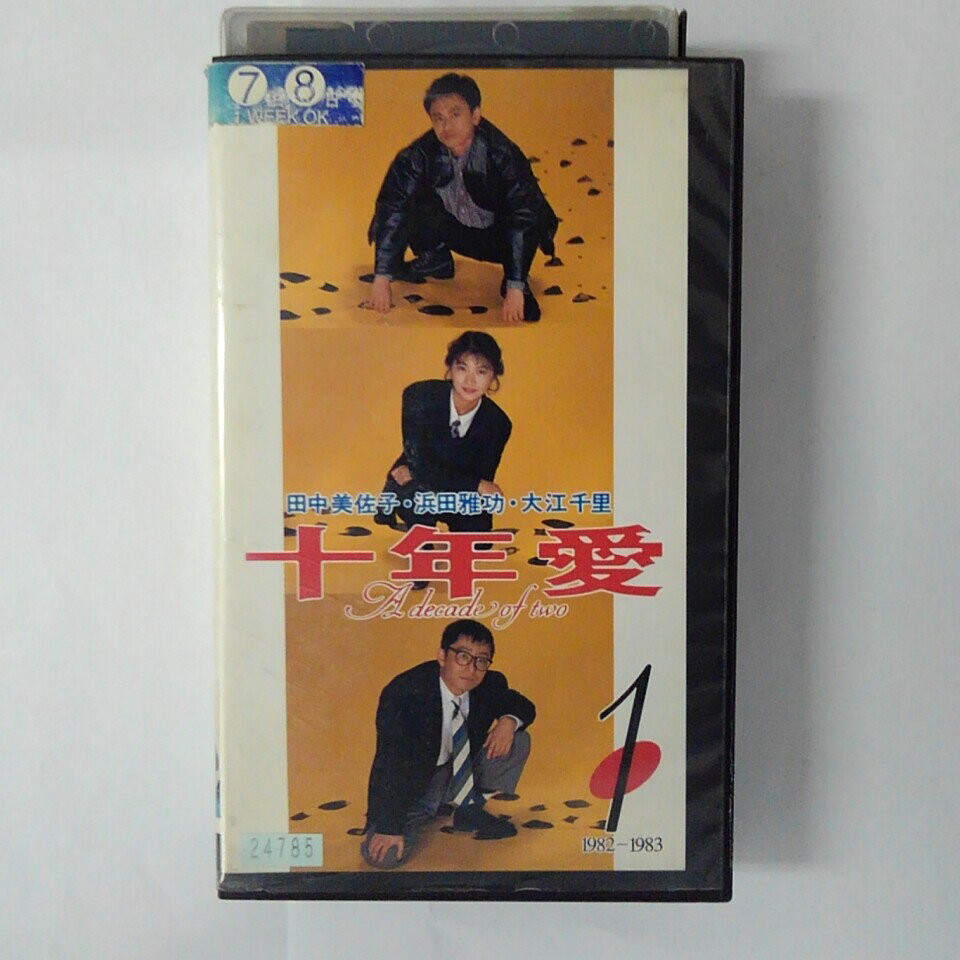 7 8
1 WEEK OK
田中美佐子・浜田雅功・大江千里
十年愛
A decade of two
1
1982~1983
24785